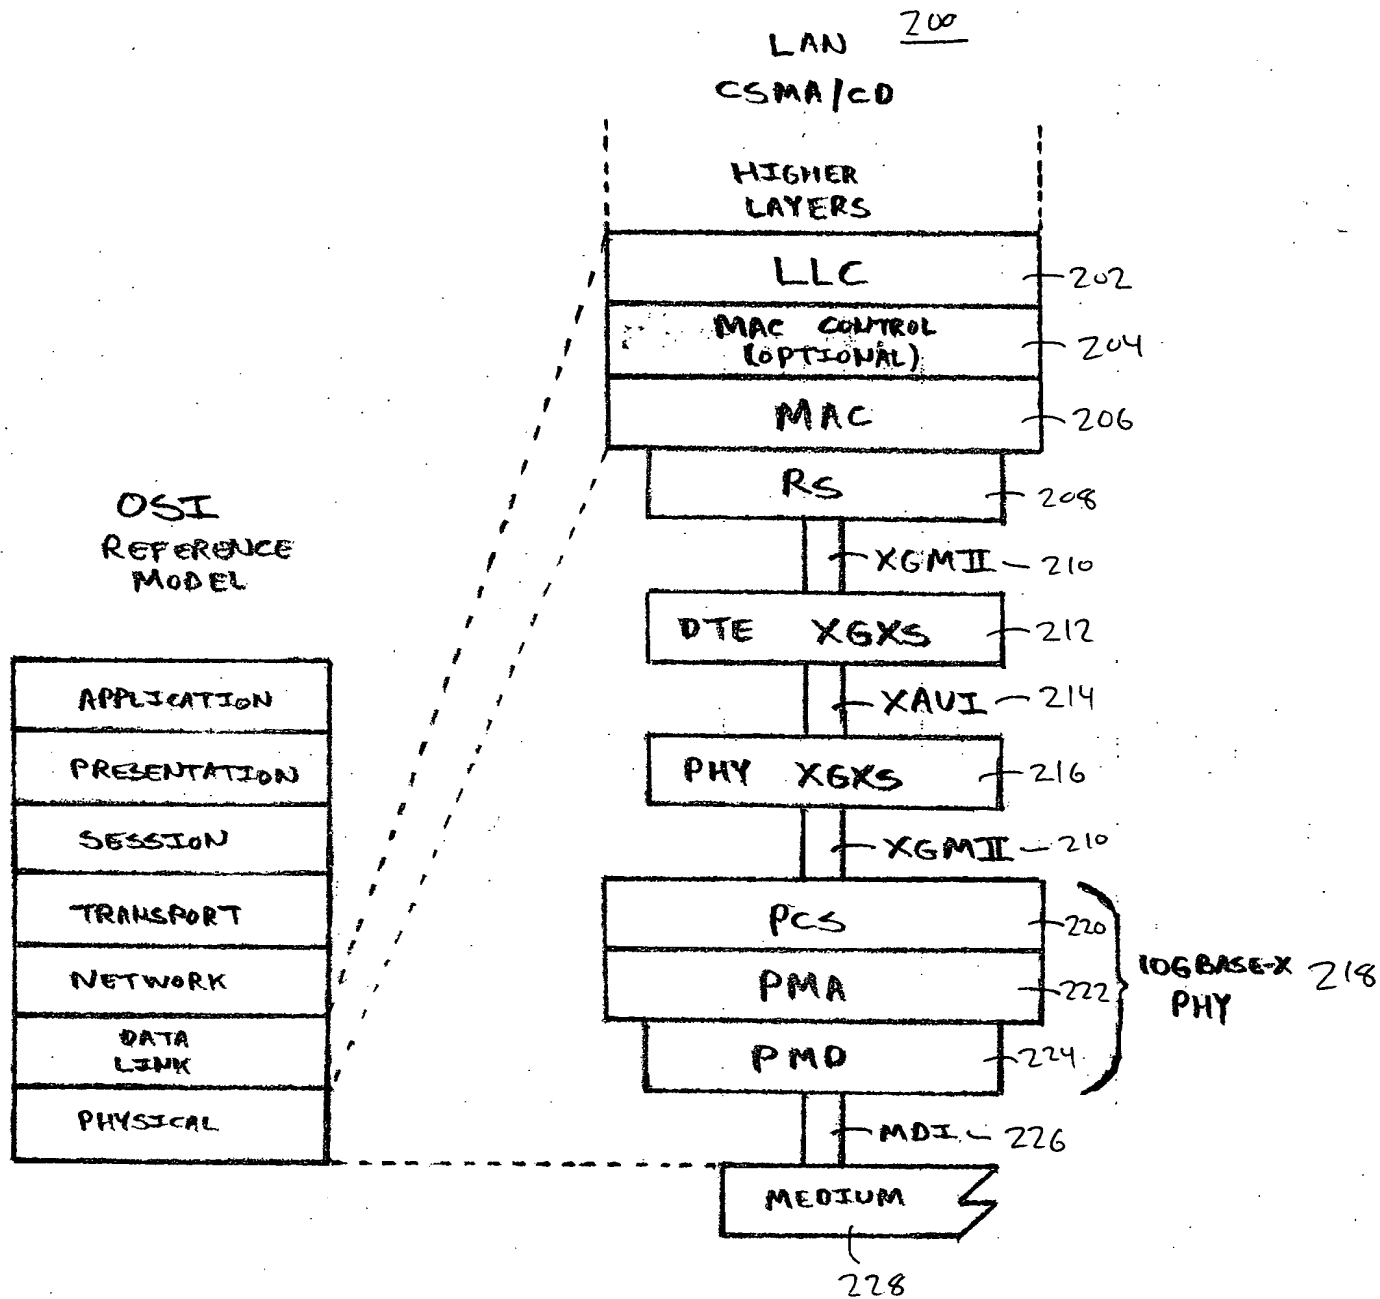 200
LAN
CSMA/CD
HIGHER
LAYERS
LLC
202
MAC CONTROL
(OPTIONAL)
204
MAC
206
RS
208
XGMII
210
DTE XGXS
212
XAUI
214
PHY XGXS
216
XGMII
210
PCS
220
PMA
222
PMD
224
10GBASE-X
PHY
218
MDI
226
MEDIUM
228
OSI
REFERENCE
MODEL
APPLICATION
PRESENTATION
SESSION
TRANSPORT
NETWORK
DATA
LINK
PHYSICAL